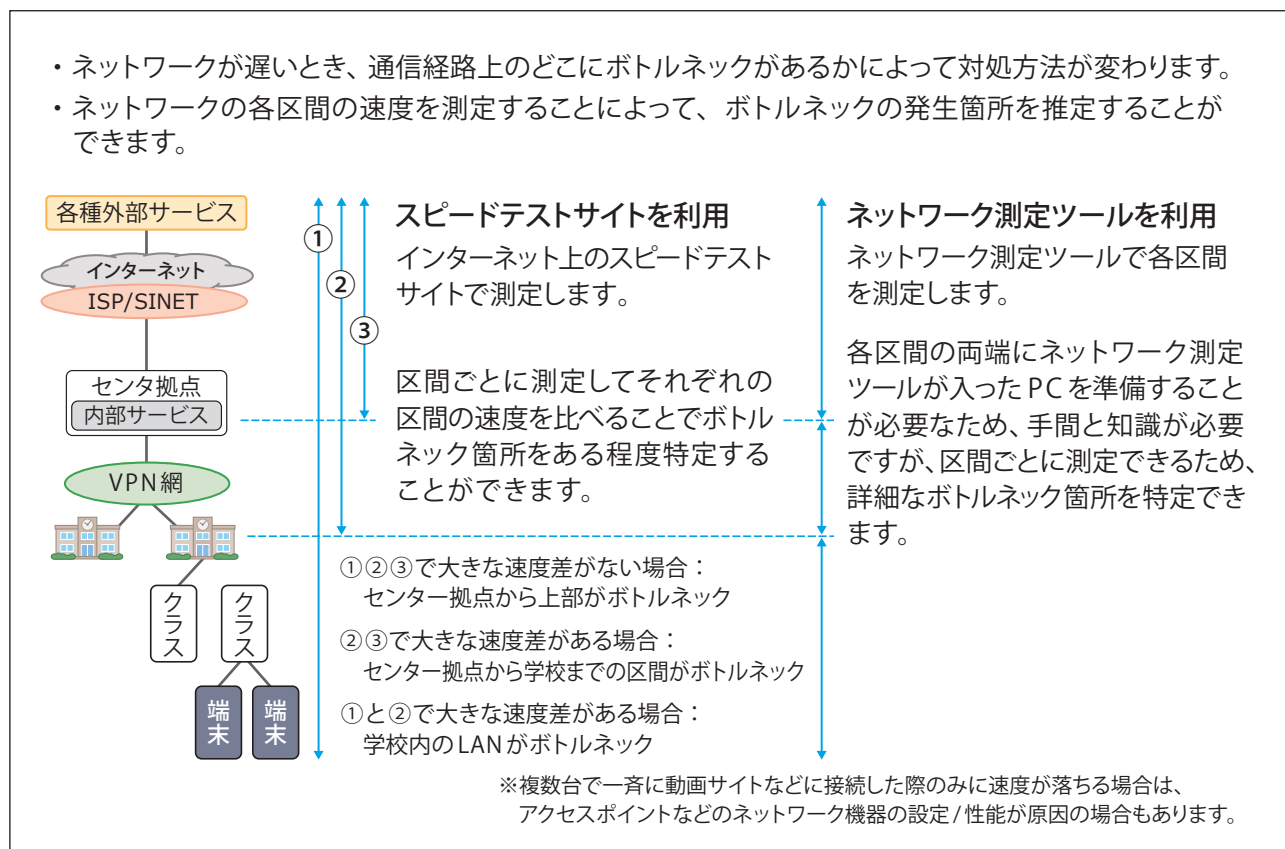 ・ネットワークが遅いとき、通信経路上のどこにボトルネックがあるかによって対処方法が変わります。
・ネットワークの各区間の速度を測定することによって、ボトルネックの発生箇所を推定することが
できます。
各種外部サービス
インターネット
ISP/SINET
センタ拠点
内部サービス
VPN網
クラス
クラス
端末
端末
①
②
③
スピードテストサイトを利用
インターネット上のスピードテスト
サイトで測定します。
区間ごとに測定してそれぞれの
区間の速度を比べることでボトル
ネック箇所をある程度特定する
ことができます。
①②③で大きな速度差がない場合：
センター拠点から上部がボトルネック
②③で大きな速度差がある場合：
センター拠点から学校までの区間がボトルネック
①と②で大きな速度差がある場合：
学校内のLANがボトルネック
ネットワーク測定ツールを利用
ネットワーク測定ツールで各区間
を測定します。
各区間の両端にネットワーク測定
ツールが入ったPCを準備すること
が必要なため、手間と知識が必要
ですが、区間ごとに測定できるため、
詳細なボトルネック箇所を特定でき
ます。
※複数台で一斉に動画サイトなどに接続した際のみに速度が落ちる場合は、
アクセスポイントなどのネットワーク機器の設定/性能が原因の場合もあります。